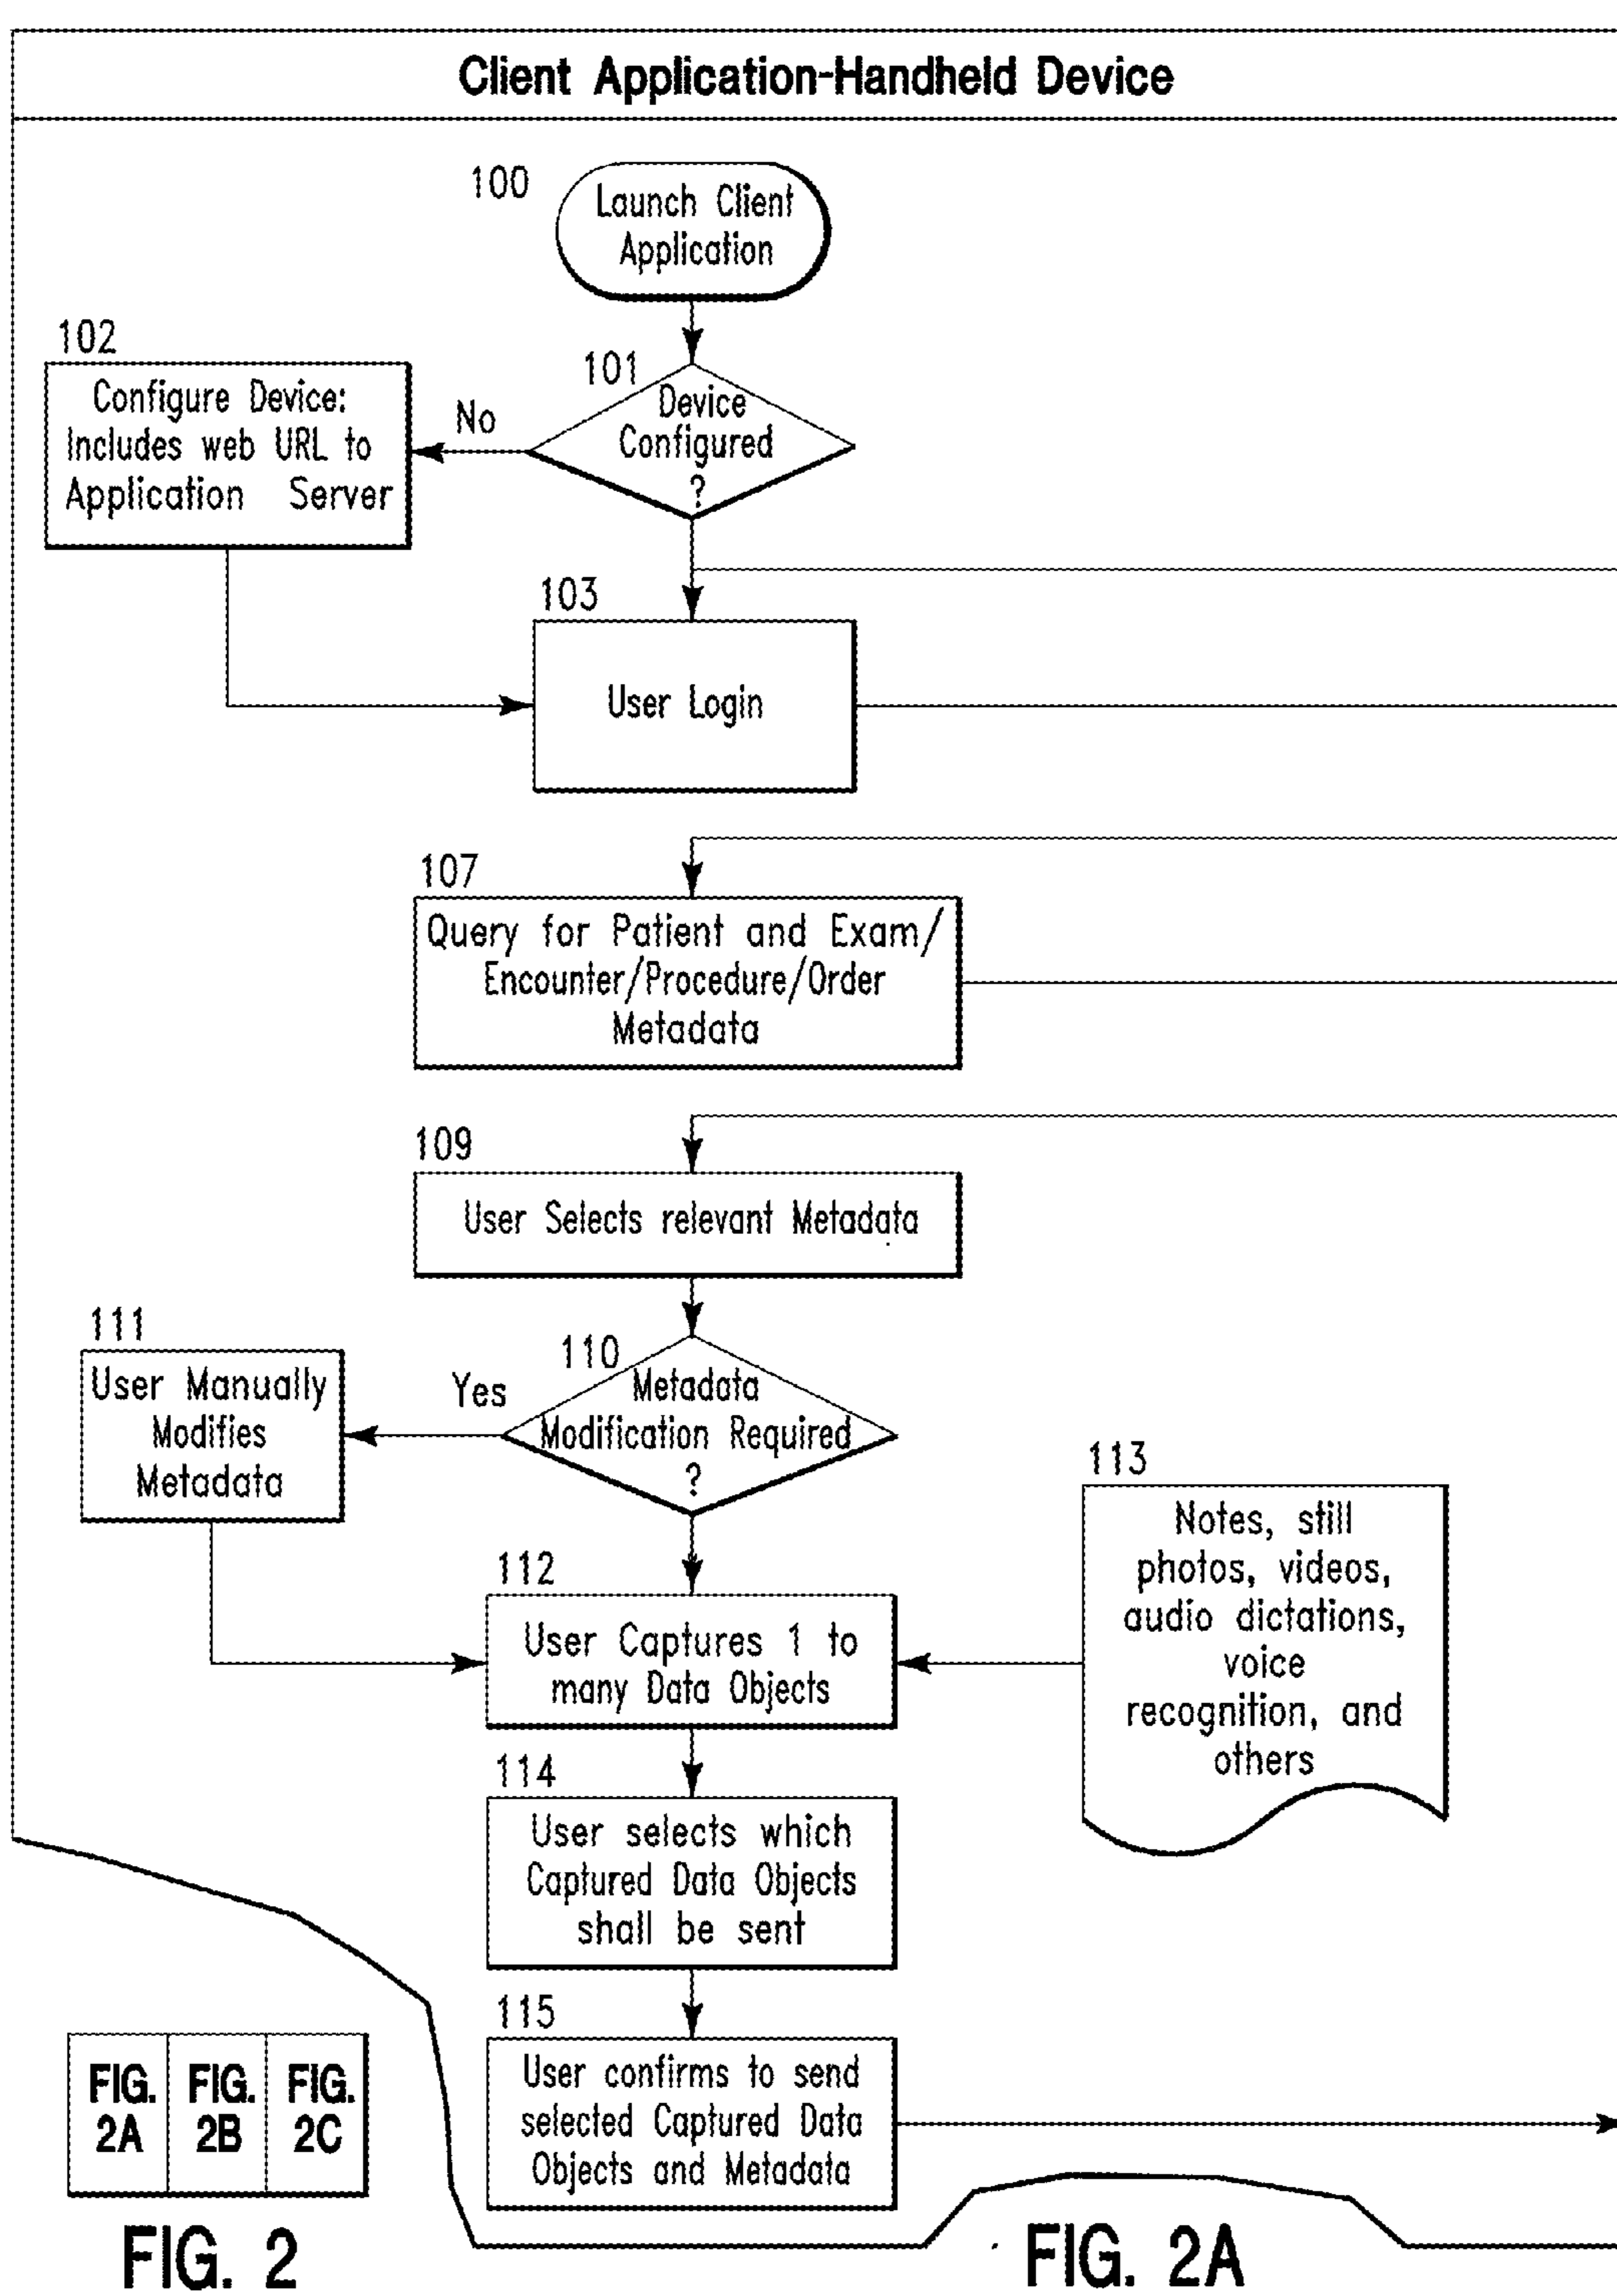 Client Application-Handheld Device
100
Launch Client
Application
102
Configure Device:
Includes web URL to
Application Server
No
101
Device
Configured
?
103
User Login
107
Query for Patient and Exam/
Encounter/Procedure/Order
Metadata
109
User Selects relevant Metadata
111
User Manually
Modifies
Metadata
Yes
110
Metadata
Modification Required
?
113
Notes, still
photos, videos,
audio dictations,
voice
recognition, and
others
112
User Captures 1 to
many Data Objects
114
User selects which
Captured Data Objects
shall be sent
115
User confirms to send
selected Captured Data
Objects and Metadata
FIG.
2A
FIG.
2B
FIG.
2C
FIG. 2
FIG. 2A